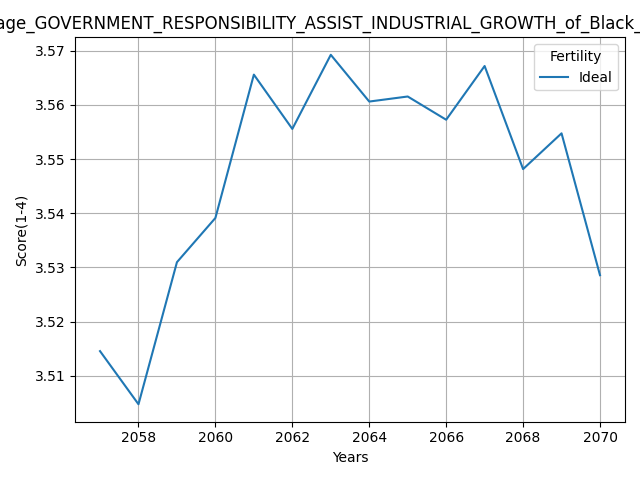 age_GOVERNMENT_RESPONSIBILITY_ASSIST_INDUSTRIAL_GROWTH_of_Black_
3.57
3.56
3.55
3.54
3.53
3.52
3.51
Score(1-4)
Fertility
Ideal
2058 2060 2062 2064 2066 2068 2070
Years